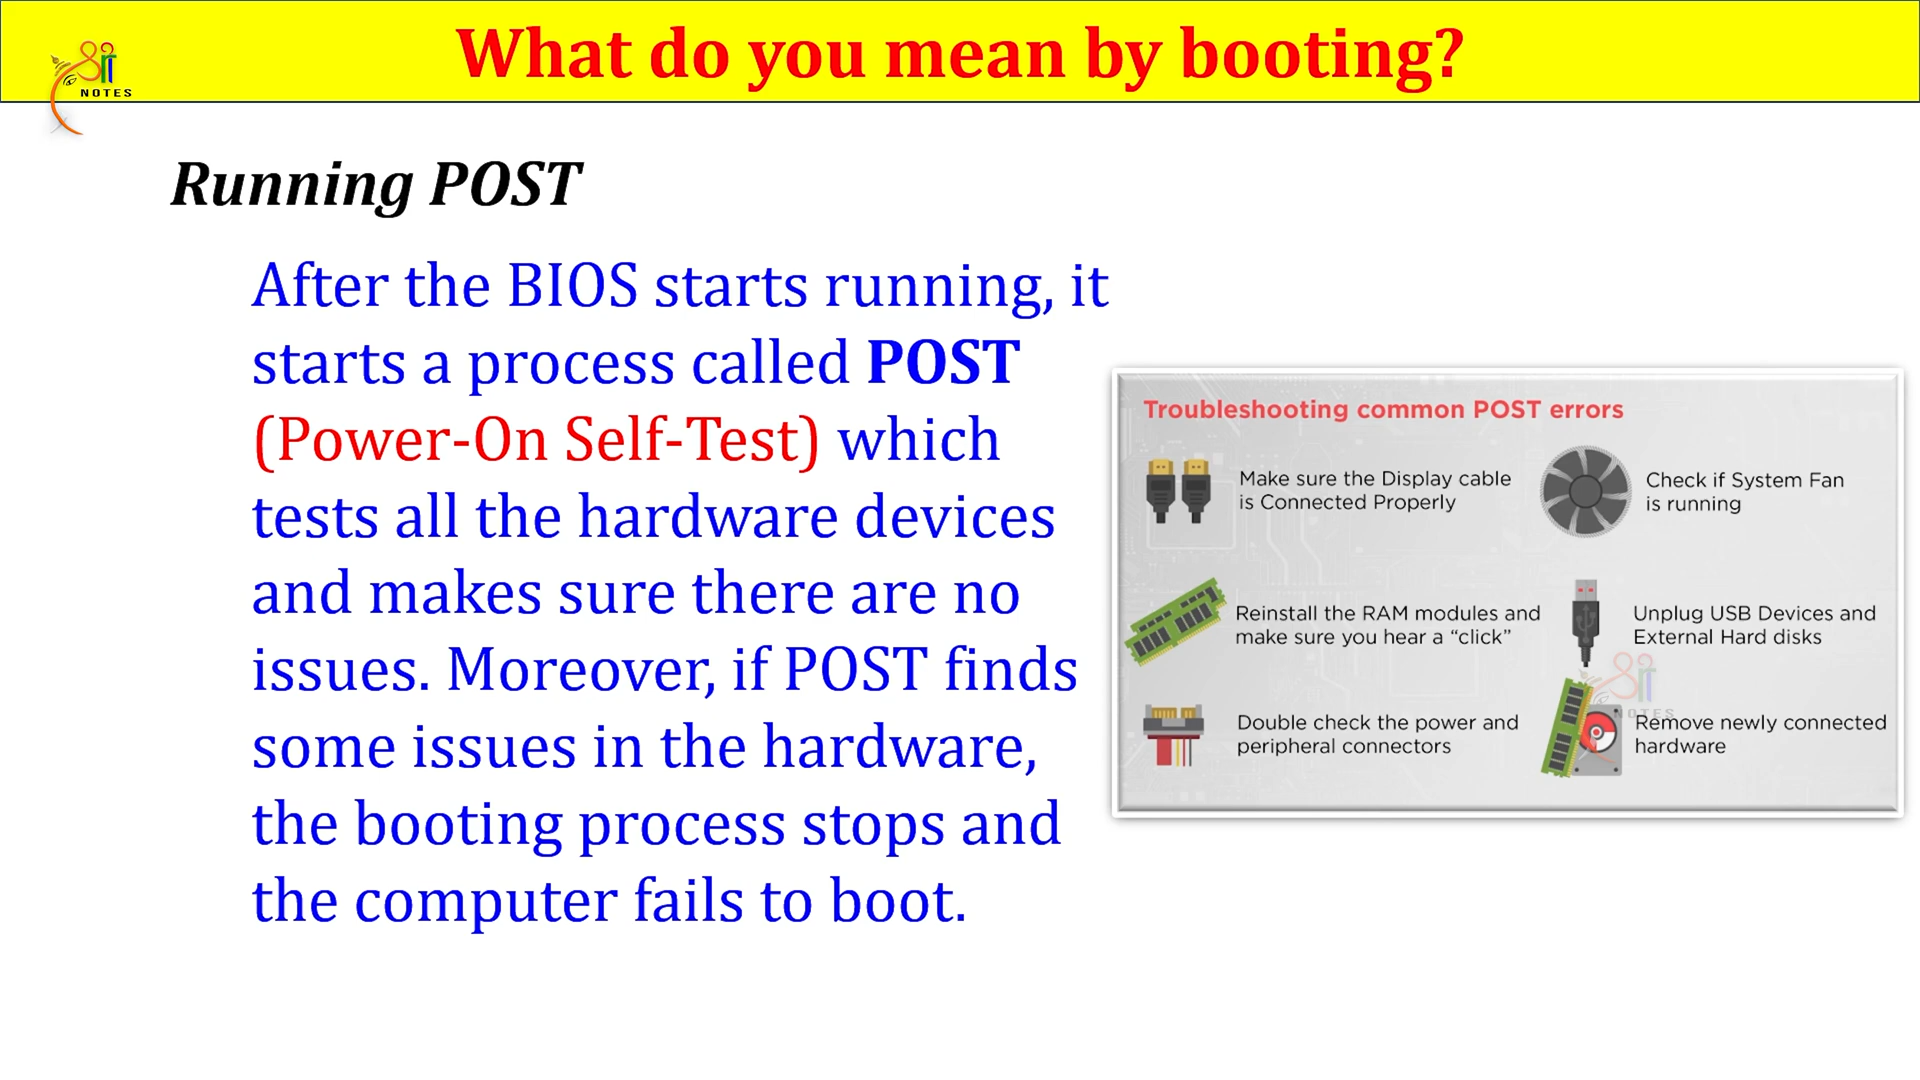 What do you mean by booting?
NOTES
Running POST
After the BIOS starts running, it
starts a process called POST
(Power-On Self-Test) which
tests all the hardware devices
and makes sure there are no
issues. Moreover, if POST finds
some issues in the hardware,
the booting process stops and
the computer fails to boot.
Troubleshooting common POST errors
Make sure the Display cable
is Connected Properly
Check if System Fan
is running
Reinstall the RAM modules and
make sure you hear a “click”
Unplug USB Devices and
External Hard disks
NOTES
Double check the power and
peripheral connectors
Remove newly connected
hardware